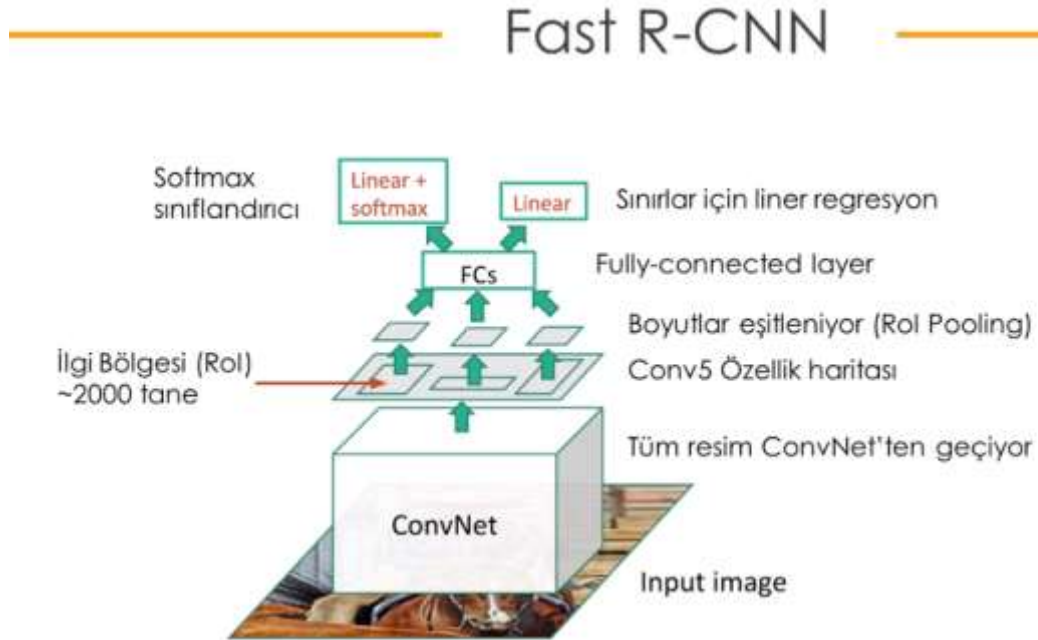 Fast R-CNN
Softmax
sınıflandırıcı
Linear +
softmax
Linear
Sınırlar için liner regresyon
FCs
Fully-connected layer
Boyutlar eşitleniyor (RoI Pooling)
İlgi Bölgesi (RoI)
~2000 tane
Conv5 Özellik haritası
Tüm resim ConvNet'ten geçiyor
ConvNet
Input image